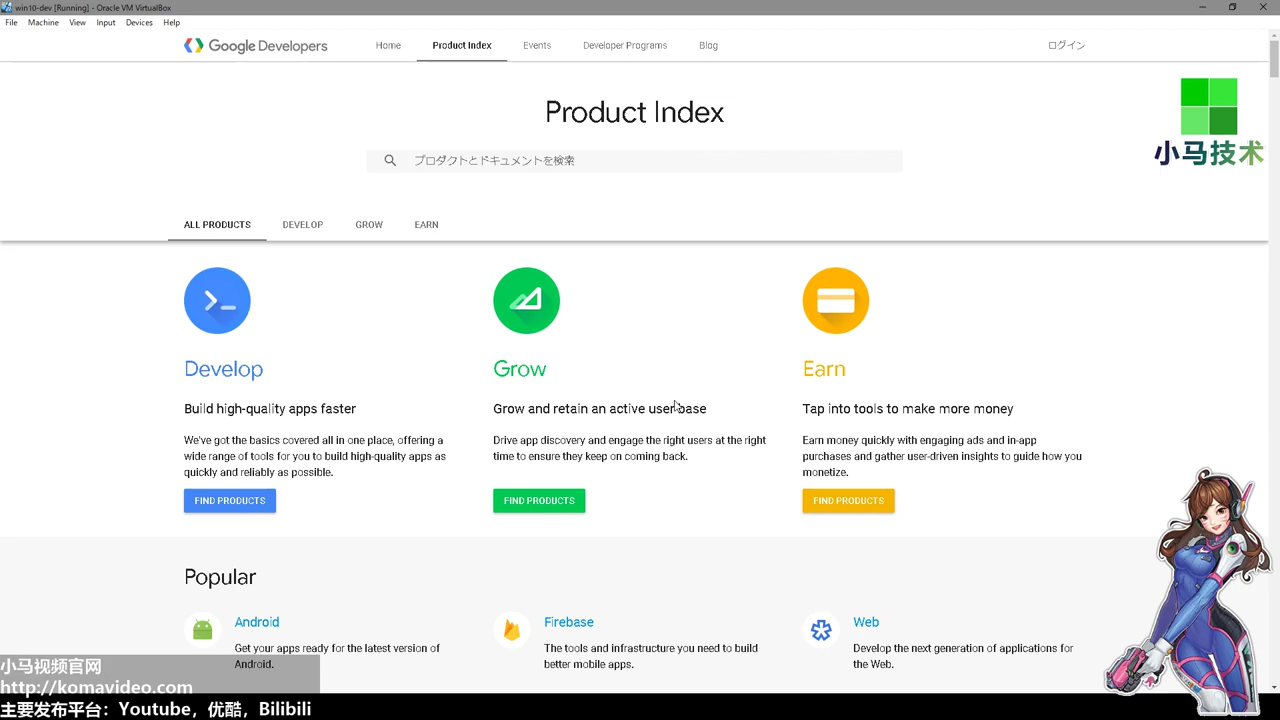 win10-dev [Running] - Oracle VM VirtualBox
File Machine View Input Devices Help
Google Developers Home Product Index Events Developer Programs Blog ログイン
Product Index
プロダクトとドキュメントを検索
小马技术
ALL PRODUCTS DEVELOP GROW EARN
Develop
Build high-quality apps faster
We've got the basics covered all in one place, offering a
wide range of tools for you to build high-quality apps as
quickly and reliably as possible.
FIND PRODUCTS
Grow
Grow and retain an active user base
Drive app discovery and engage the right users at the right
time to ensure they keep on coming back.
FIND PRODUCTS
Earn
Tap into tools to make more money
Earn money quickly with engaging ads and in-app
purchases and gather user-driven insights to guide how you
monetize.
FIND PRODUCTS
Popular
Android
Get your apps ready for the latest version of
Android.
Firebase
The tools and infrastructure you need to build
better mobile apps.
Web
Develop the next generation of applications for
the Web.
小马视频官网
http://komavideo.com
主要发布平台：Youtube，优酷，Bilibili